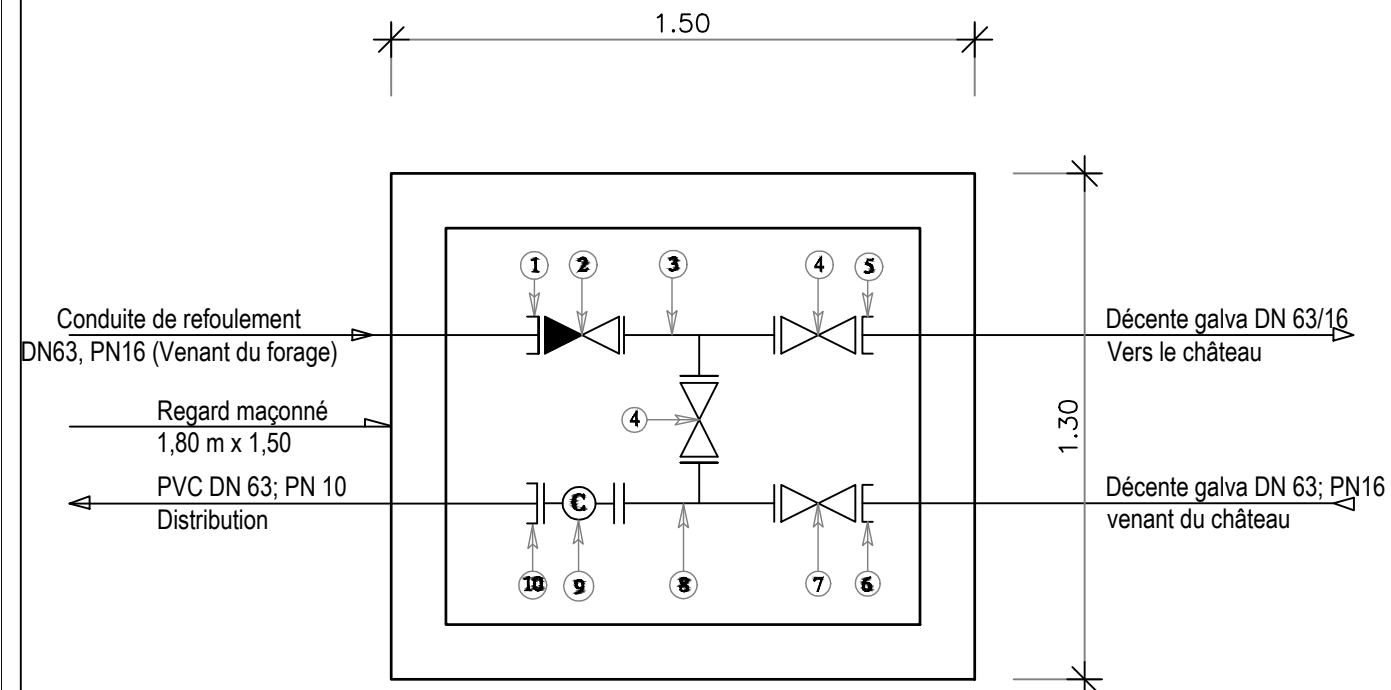 1.50
1 2 3 4 5
Conduite de refoulement
DN63, PN16 (Venant du forage)
Décente galva DN 63/16
Vers le château
Regard maçonné
1,80 m x 1,50
4
1.30
PVC DN 63; PN 10
Distribution
C
Décente galva DN 63; PN16
venant du château
10 9 8 7 6